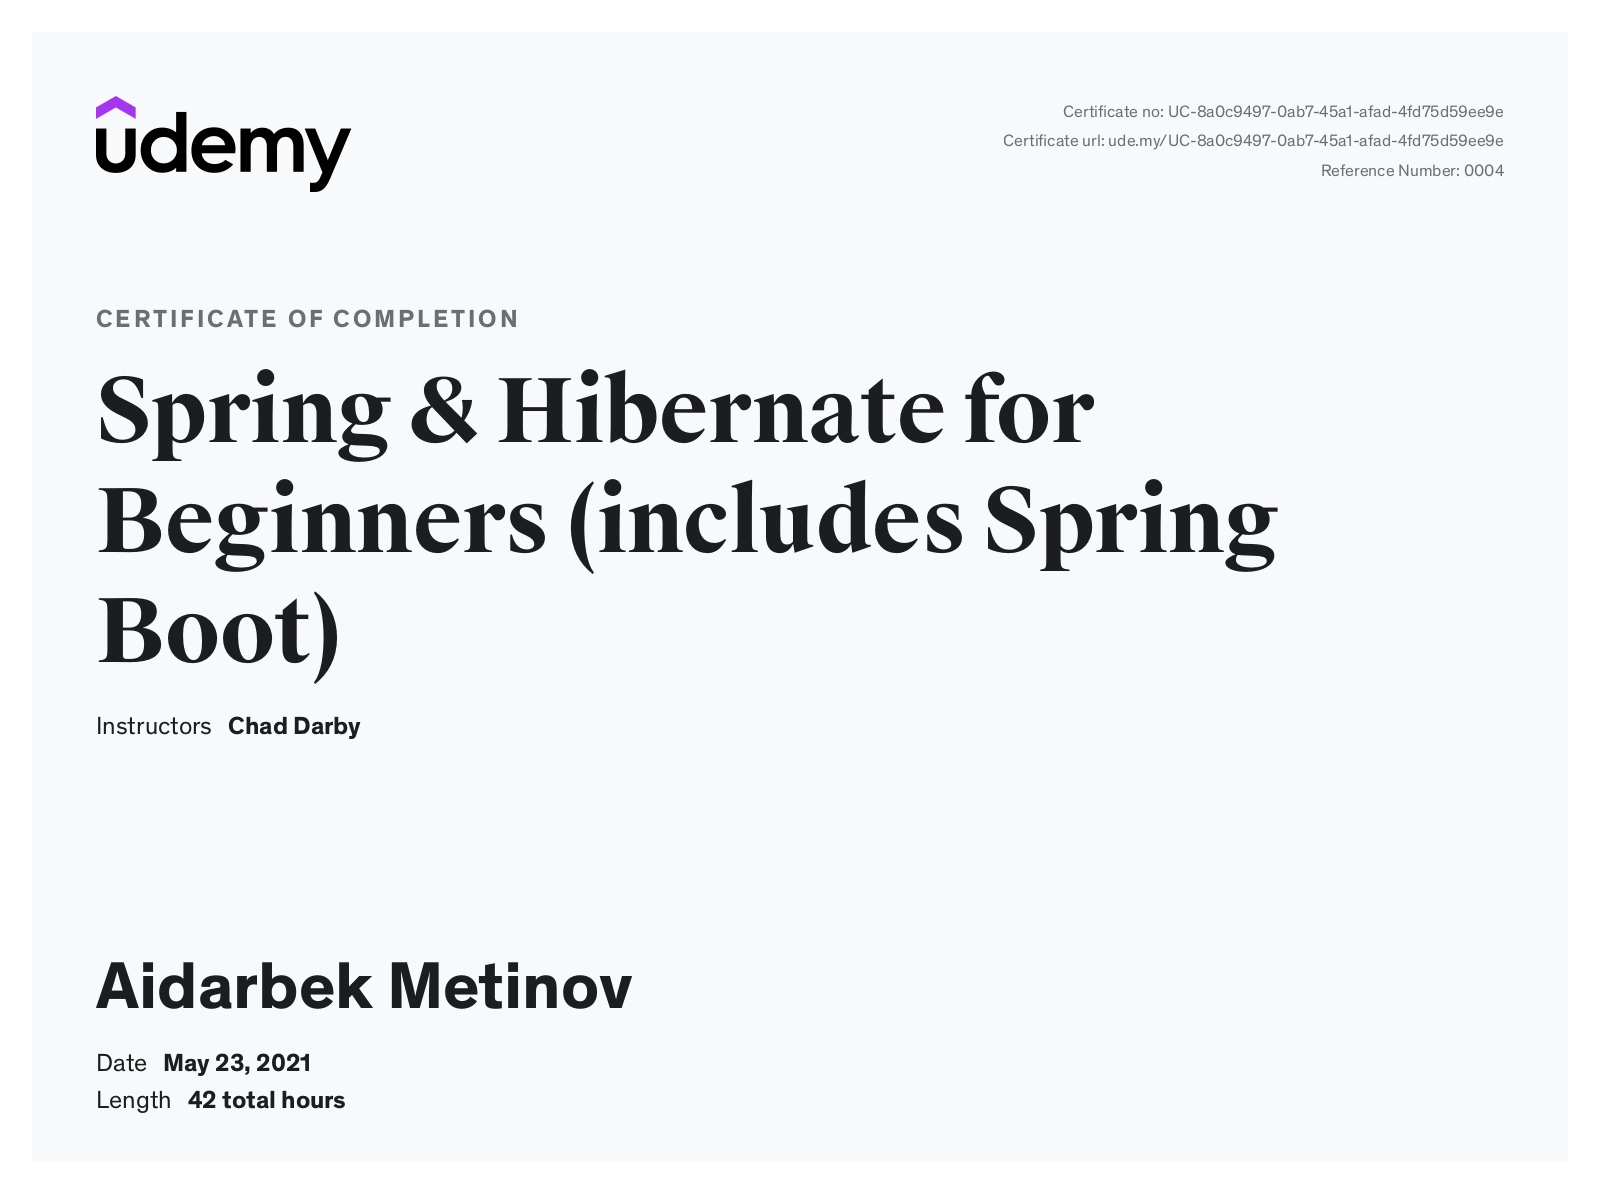 udemy
Certificate no: UC-8a0c9497-0ab7-45a1-afad-4fd75d59ee9e
Certificate url: ude.my/UC-8a0c9497-0ab7-45a1-afad-4fd75d59ee9e
Reference Number: 0004
CERTIFICATE OF COMPLETION
Spring & Hibernate for
Beginners (includes Spring
Boot)
Instructors Chad Darby
Aidarbek Metinov
Date May 23, 2021
Length 42 total hours